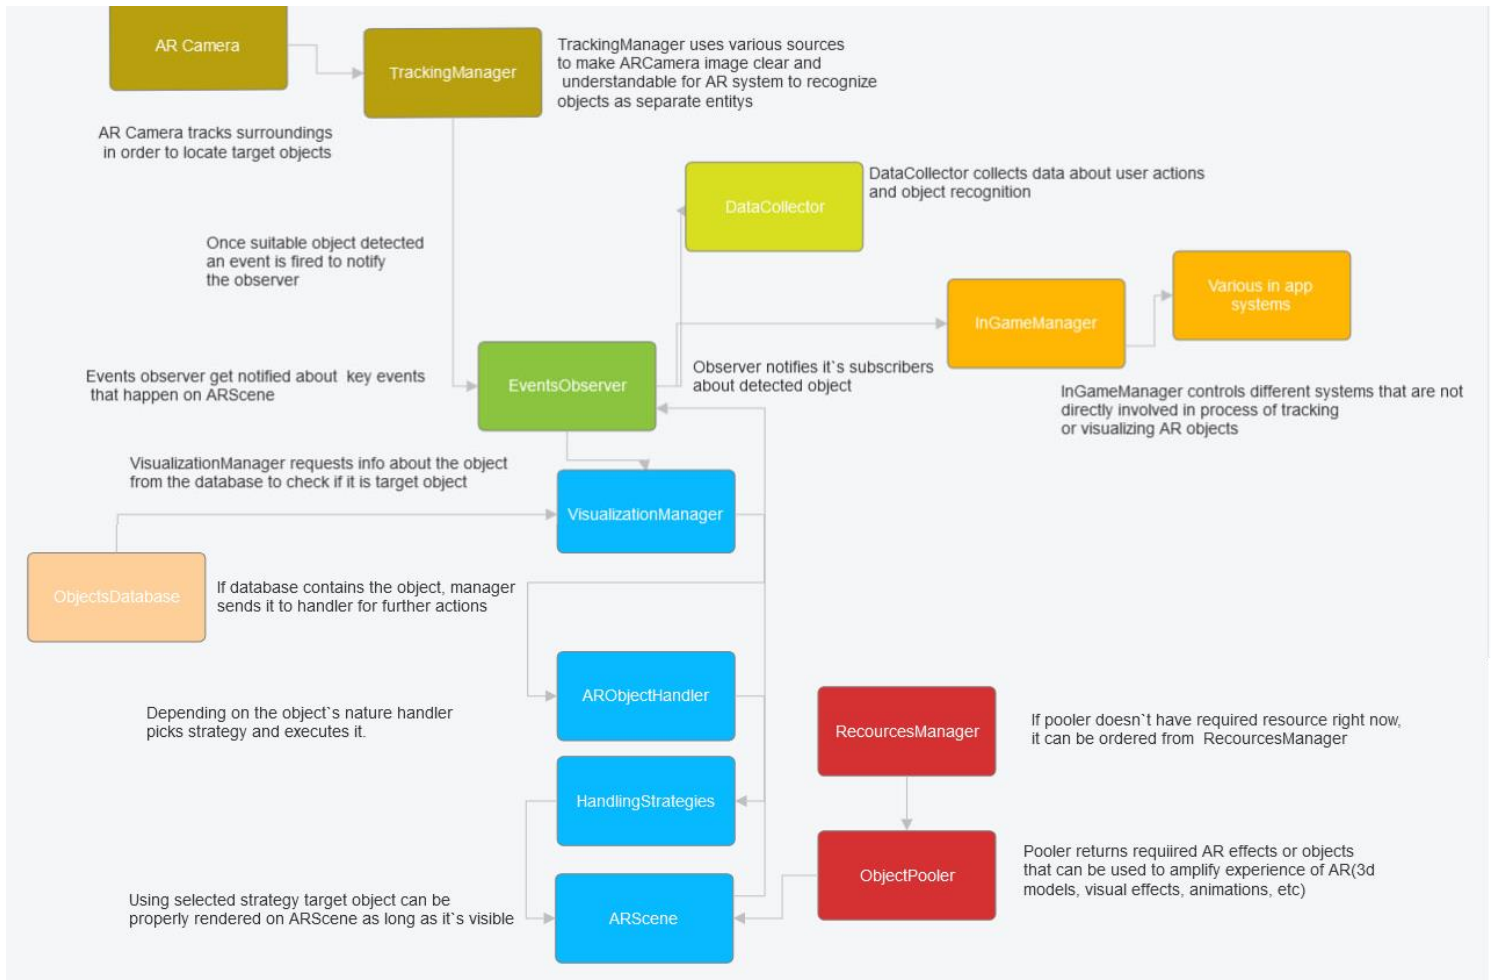 AR Camera
TrackingManager
TrackingManager uses various sources
to make ARCamera image clear and
understandable for AR system to recognize
objects as separate entitys
AR Camera tracks surroundings
in order to locate target objects
DataCollector
DataCollector collects data about user actions
and object recognition
Once suitable object detected
an event is fired to notify
the observer
Various in app
systems
InGameManager
EventsObserver
Observer notifies it`s subscribers
about detected object
Events observer get notified about key events
that happen on ARScene
InGameManager controls different systems that are not
directly involved in process of tracking
or visualizing AR objects
VisualizationManager requests info about the object
from the database to check if it is target object
VisualizationManager
ObjectsDatabase
If database contains the object, manager
sends it to handler for further actions
ARObjectHandler
Depending on the object`s nature handler
picks strategy and executes it.
RecourcesManager
If pooler doesn`t have required resource right now,
it can be ordered from RecourcesManager
HandlingStrategies
ObjectPooler
Pooler returns requiired AR effects or objects
that can be used to amplify experience of AR(3d
models, visual effects, animations, etc)
Using selected strategy target object can be
properly rendered on ARScene as long as it`s visible
ARScene